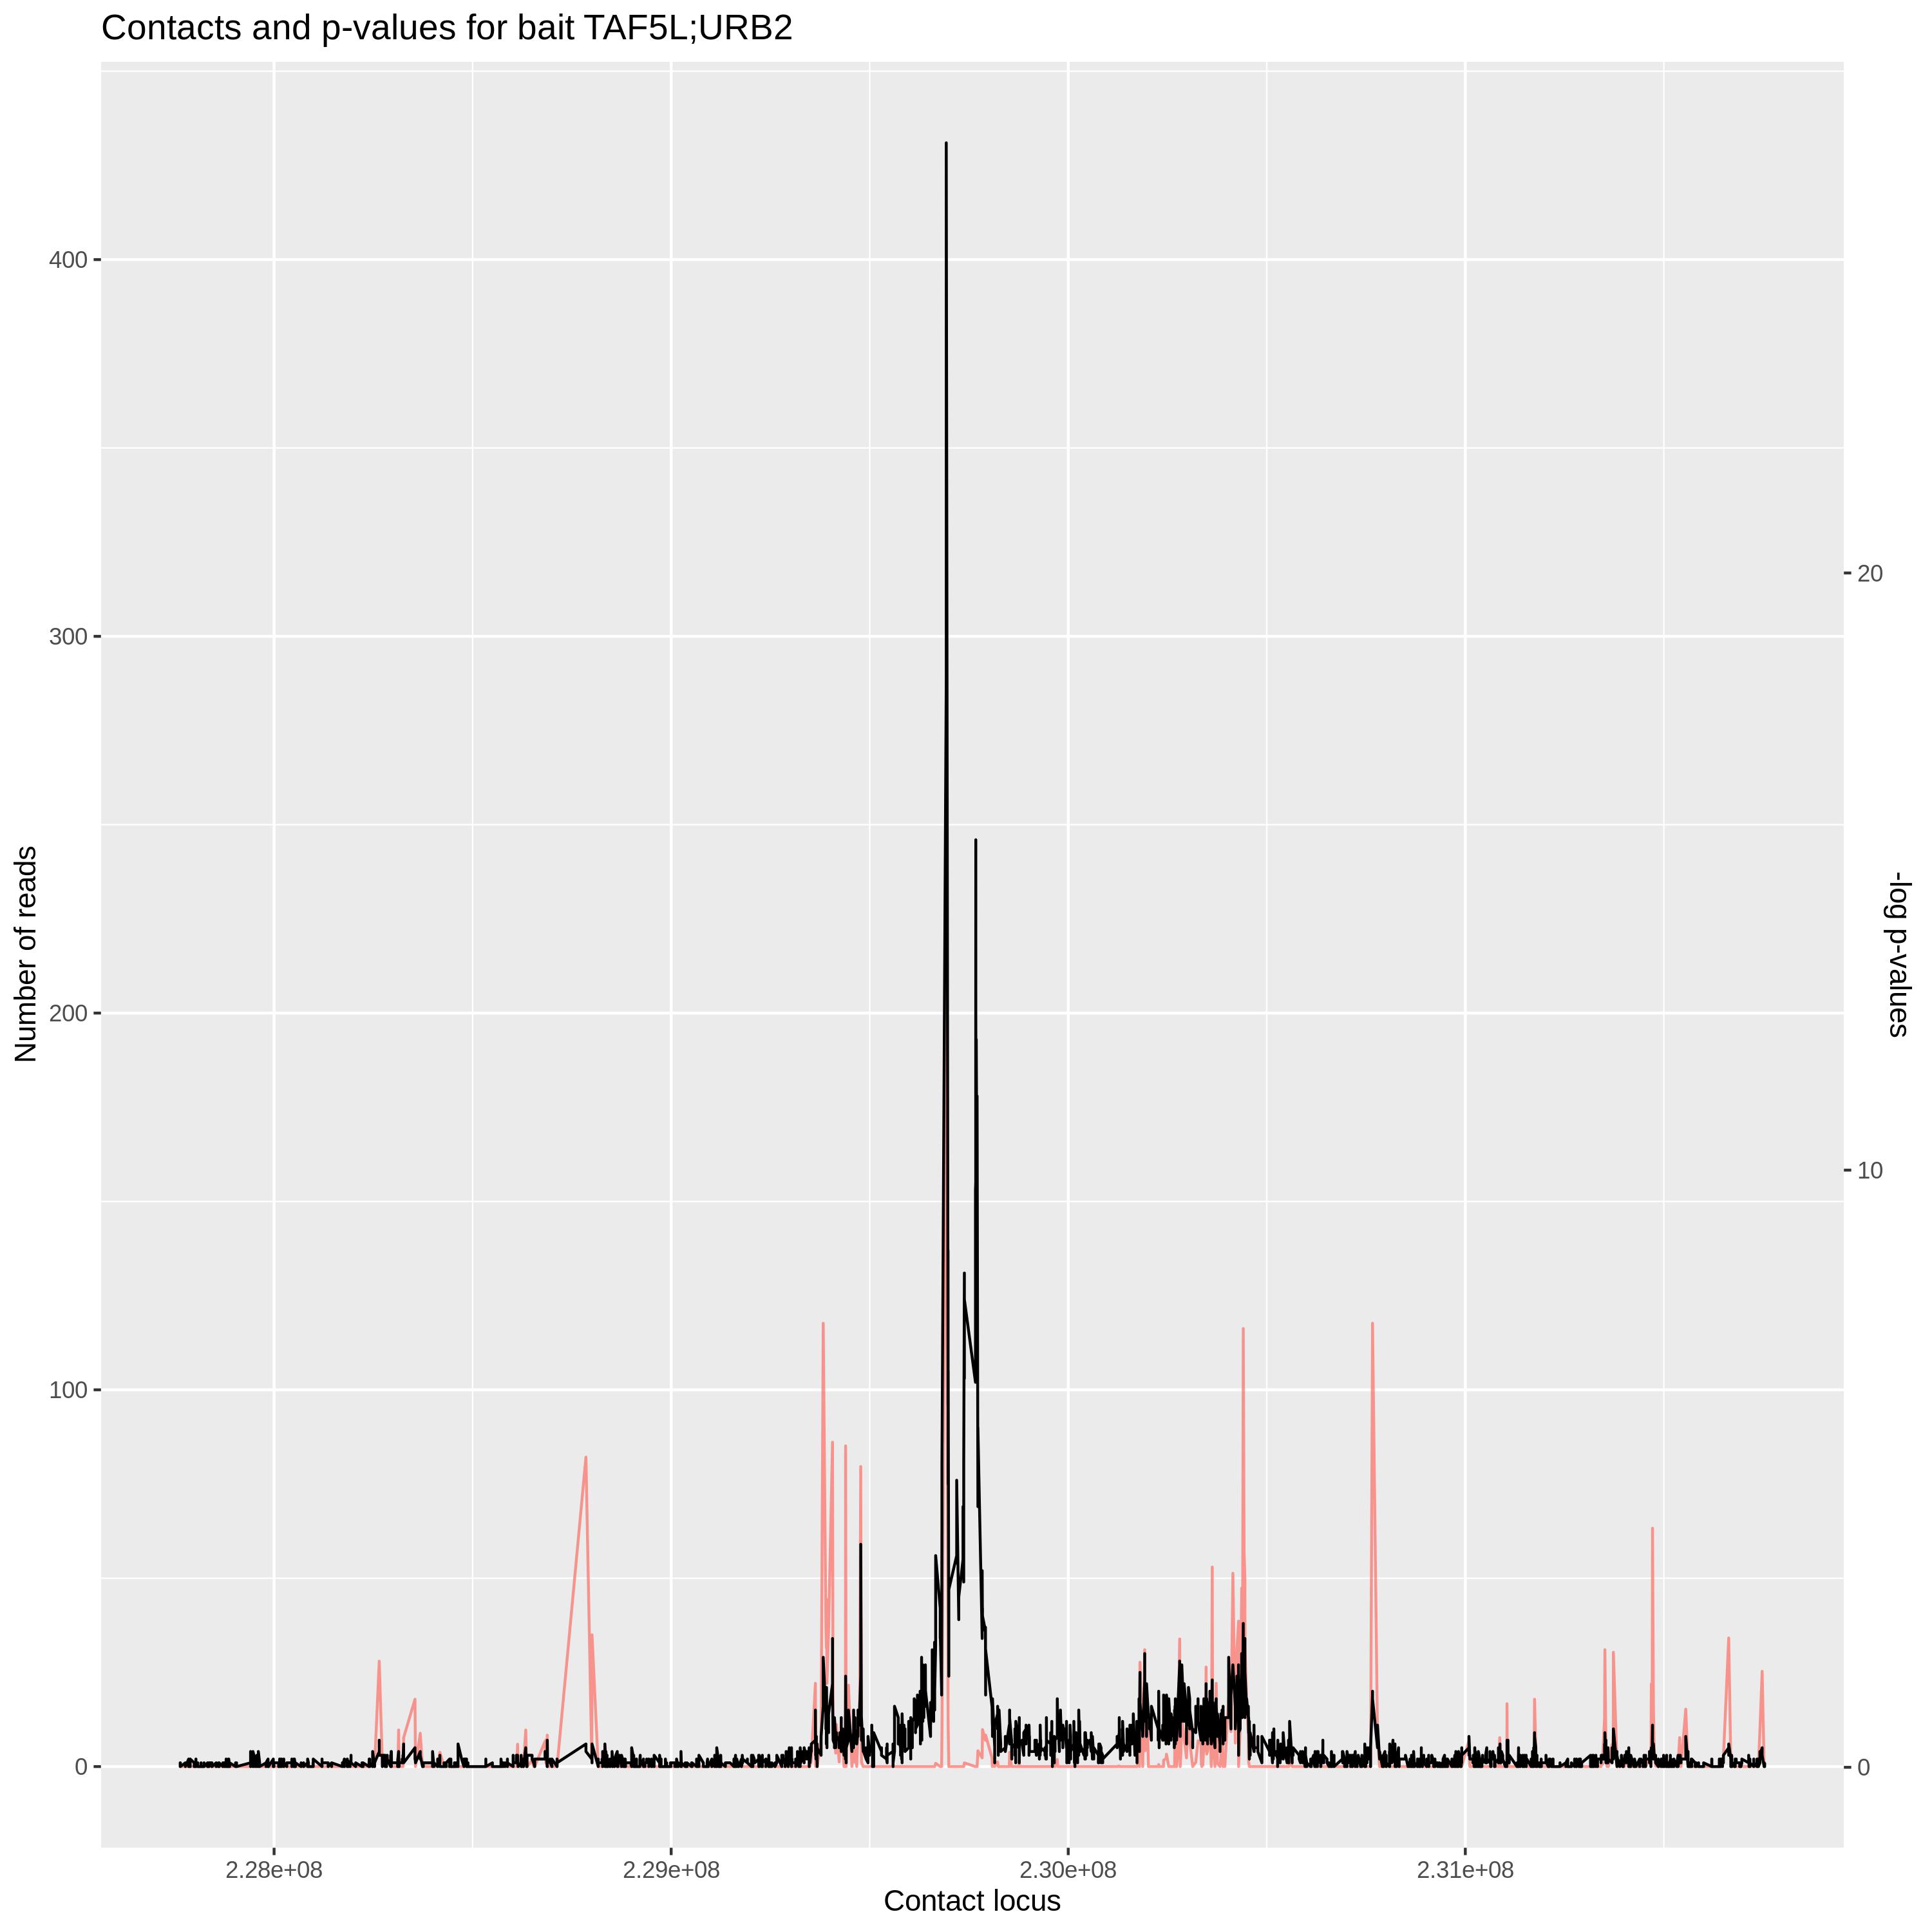 Contacts and p-values for bait TAF5L;URB2
400
300
200
100
0
Number of reads
20
10
0
-log p-values
2.28e+08
2.29e+08
2.30e+08
2.31e+08
Contact locus